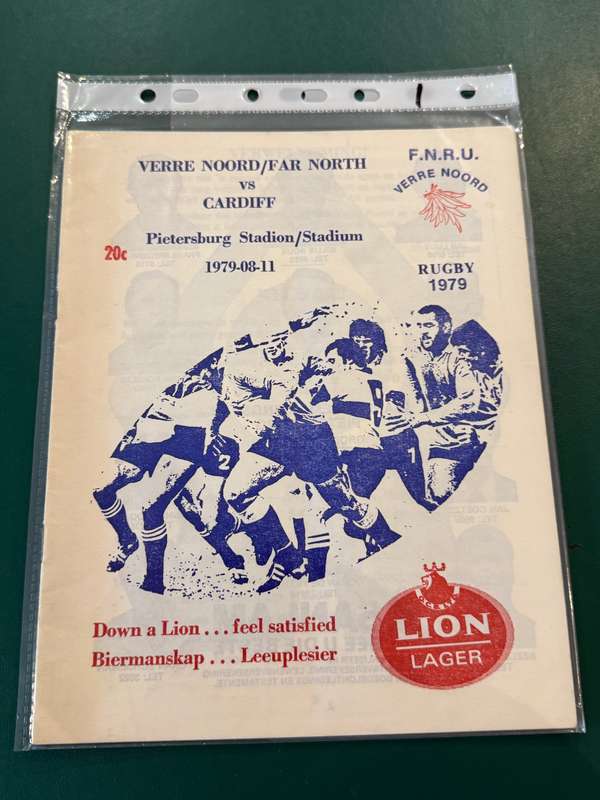 VERRE NOORD/FAR NORTH
vs
CARDIFF
F.N.R.U.
VERRE NOORD
20c
Pietersburg Stadion/Stadium
1979-08-11
RUGBY
1979
2
9
1
Down a Lion . . . feel satisfied
Biermanskap . . . Leeuplesier
LION
LAGER